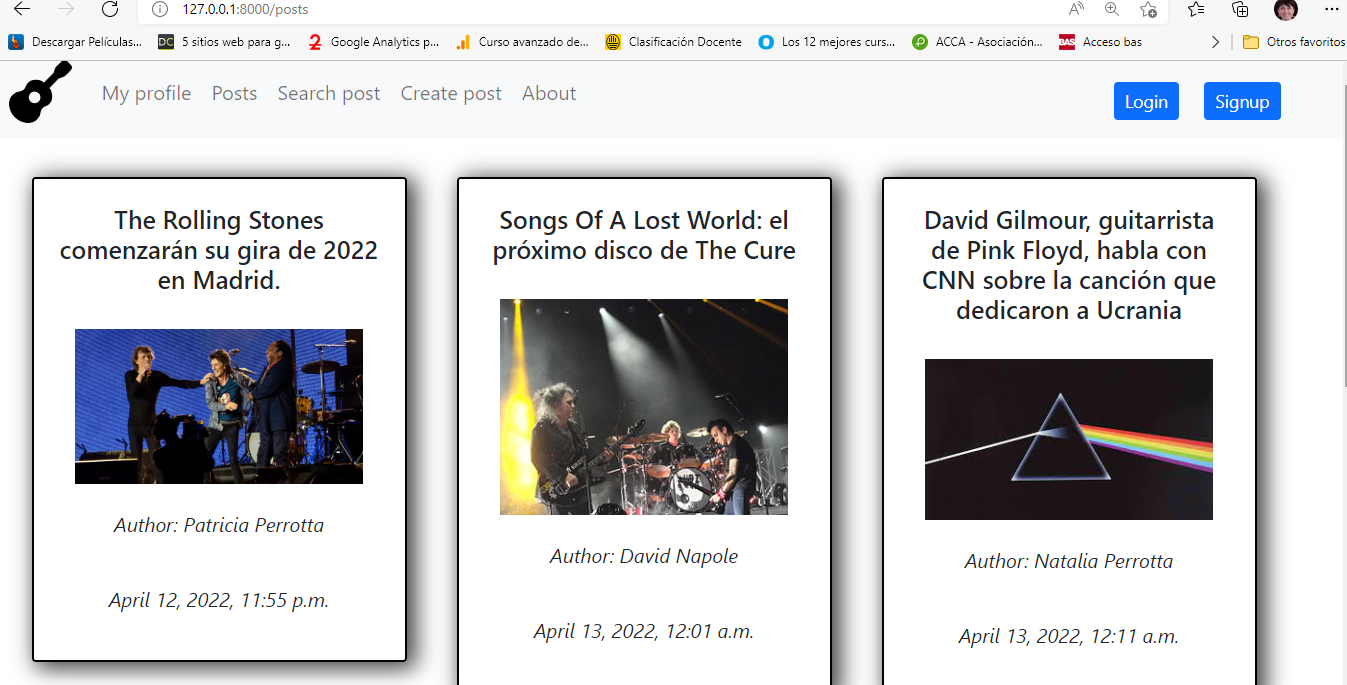 127.0.0.1:8000/posts
Descargar Películas...
DC
5 sitios web para g...
2
Google Analytics p...
Curso avanzado de...
Clasificación Docente
Los 12 mejores curs...
ACCA - Asociación...
BAS
Acceso bas
Otros favoritos
My profile
Posts
Search post
Create post
About
Login
Signup
The Rolling Stones
comenzarán su gira de 2022
en Madrid.
Author: Patricia Perrotta
April 12, 2022, 11:55 p.m.
Songs Of A Lost World: el
próximo disco de The Cure
Author: David Napole
April 13, 2022, 12:01 a.m.
David Gilmour, guitarrista
de Pink Floyd, habla con
CNN sobre la canción que
dedicaron a Ucrania
Author: Natalia Perrotta
April 13, 2022, 12:11 a.m.